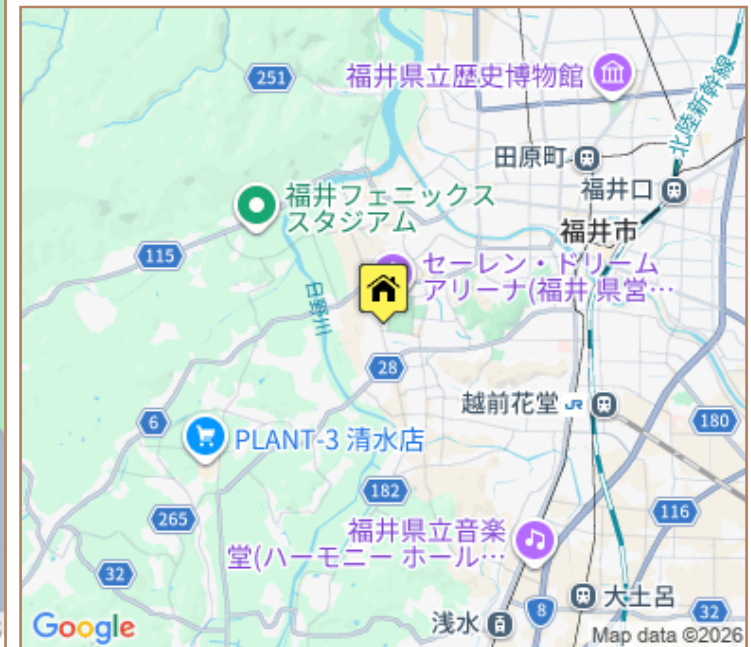 251
福井県立歴史博物館
北陸新幹線
田原町
福井口
福井フェニックス
スタジアム
福井市
115
セーレン・ドリーム
アリーナ(福井 県営…
日野川
28
越前花堂 JR
6
180
PLANT-3 清水店
182
265
116
福井県立音楽
堂(ハーモニー ホール…
32
大土呂
8
32
浅水
Google
Map data ©2026